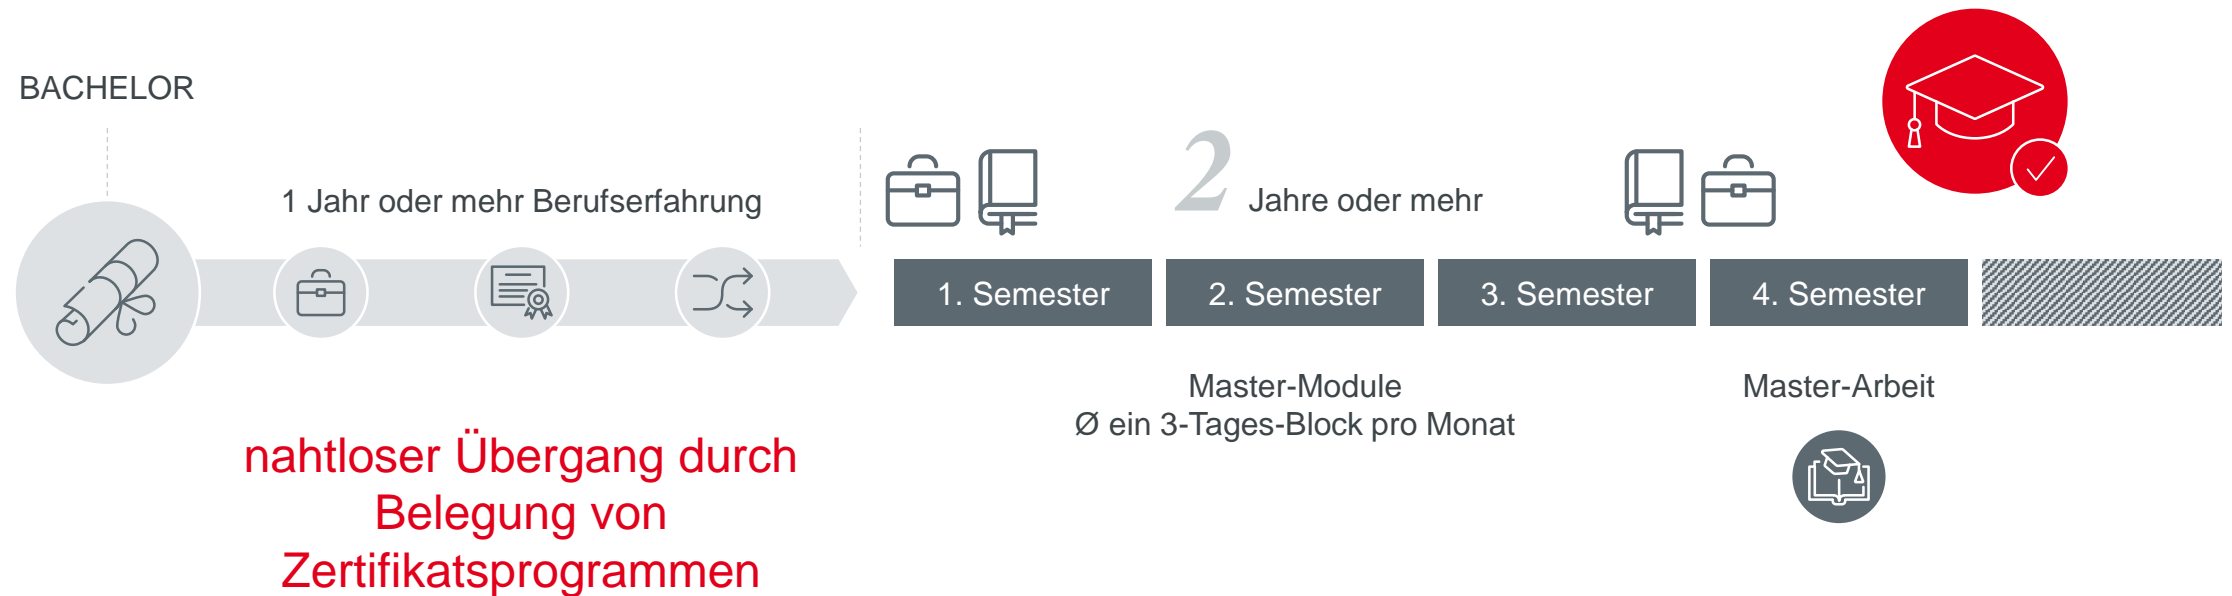 BACHELOR
1 Jahr oder mehr Berufserfahrung
nahtloser Übergang durch
Belegung von
Zertifikatsprogrammen
2 Jahre oder mehr
1. Semester
2. Semester
3. Semester
4. Semester
Master-Module
Ø ein 3-Tages-Block pro Monat
Master-Arbeit